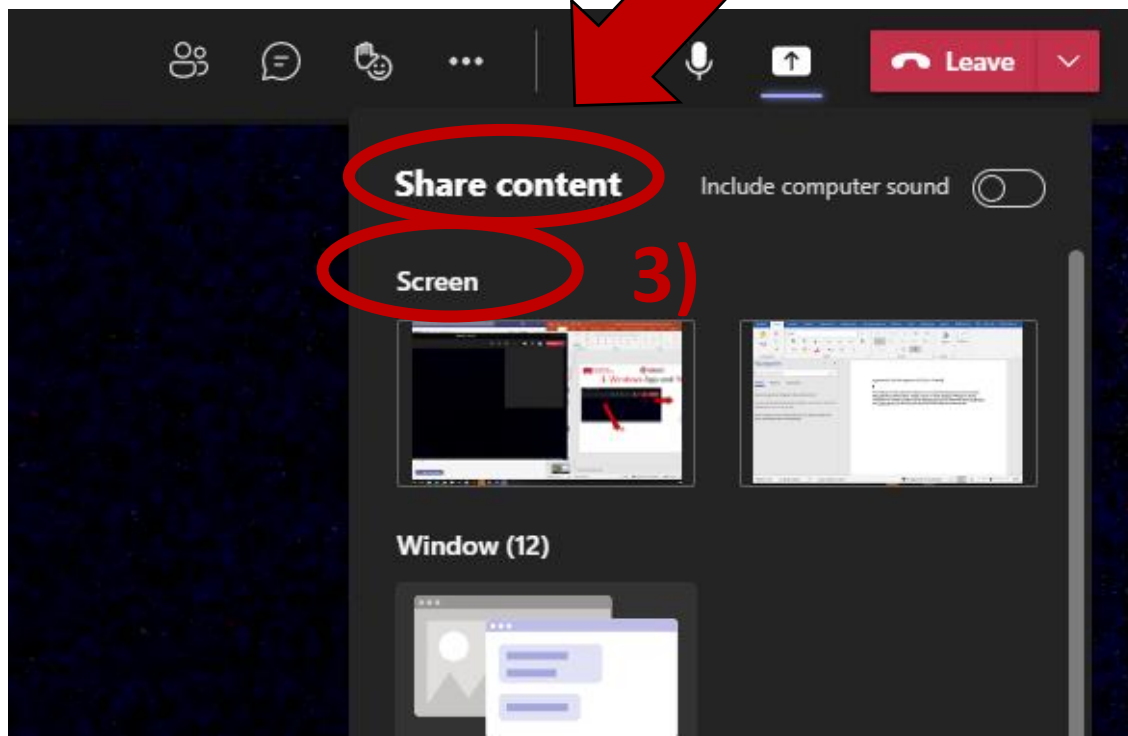 Leave
Share content
Include computer sound
Screen
3)
Window (12)